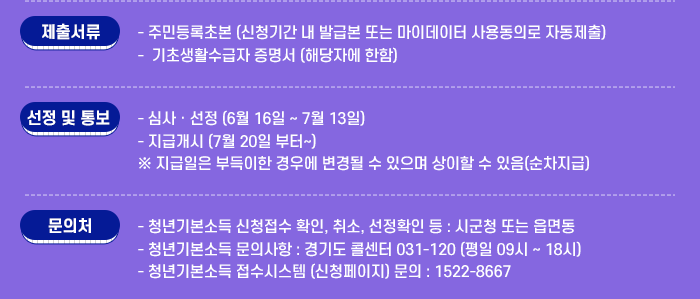 제출서류
- 주민등록초본 (신청기간 내 발급본 또는 마이데이터 사용동의로 자동제출)
- 기초생활수급자 증명서 (해당자에 한함)
선정 및 통보
- 심사 · 선정 (6월 16일 ~ 7월 13일)
- 지급개시 (7월 20일 부터~)
※ 지급일은 부득이한 경우에 변경될 수 있으며 상이할 수 있음(순차지급)
문의처
- 청년기본소득 신청접수 확인, 취소, 선정확인 등 : 시군청 또는 읍면동
- 청년기본소득 문의사항 : 경기도 콜센터 031-120 (평일 09시 ~ 18시)
- 청년기본소득 접수시스템 (신청페이지) 문의 : 1522-8667